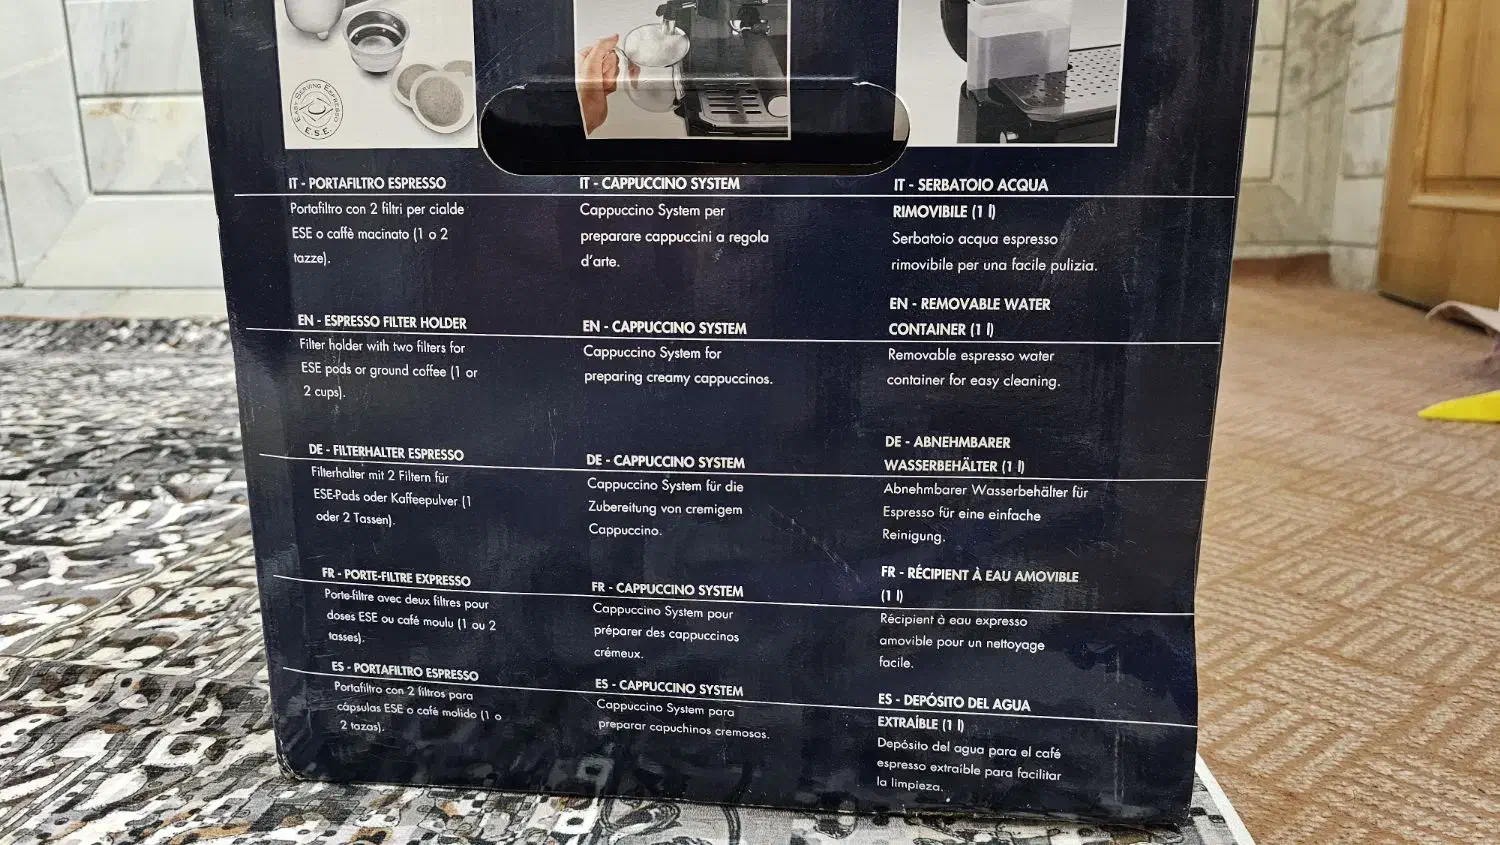 EASY SERVING ESPRESSO
E.S.E.
IT - PORTAFILTRO ESPRESSO
Portafiltro con 2 filtri per cialde
ESE o caffè macinato (1 o 2
tazze).
EN - ESPRESSO FILTER HOLDER
Filter holder with two filters for
ESE pods or ground coffee (1 or
2 cups).
DE - FILTERHALTER ESPRESSO
Filterhalter mit 2 Filtern für
ESE-Pads oder Kaffeepulver (1
oder 2 Tassen).
FR - PORTE-FILTRE EXPRESSO
Porte-filtre avec deux filtres pour
doses ESE ou café moulu (1 ou 2
tasses).
ES - PORTAFILTRO ESPRESSO
Portafiltro con 2 filtros para
cápsulas ESE o café molido (1 o
2 tazas).
IT - CAPPUCCINO SYSTEM
Cappuccino System per
preparare cappuccini a regola
d'arte.
EN - CAPPUCCINO SYSTEM
Cappuccino System for
preparing creamy cappuccinos.
DE - CAPPUCCINO SYSTEM
Cappuccino System für die
Zubereitung von cremigem
Cappuccino.
FR - CAPPUCCINO SYSTEM
Cappuccino System pour
préparer des cappuccinos
crémeux.
ES - CAPPUCCINO SYSTEM
Cappuccino System para
preparar capuchinos cremosos.
IT - SERBATOIO ACQUA
RIMOVIBILE (1 l)
Serbatoio acqua espresso
rimovibile per una facile pulizia.
EN - REMOVABLE WATER
CONTAINER (1 l)
Removable espresso water
container for easy cleaning.
DE - ABNEHMBARER
WASSERBEHÄLTER (1 l)
Abnehmbarer Wasserbehälter für
Espresso für eine einfache
Reinigung.
FR - RÉCIPIENT À EAU AMOVIBLE
(1 l)
Récipient à eau expresso
amovible pour un nettoyage
facile.
ES - DEPÓSITO DEL AGUA
EXTRAÍBLE (1 l)
Depósito del agua para el café
espresso extraíble para facilitar
la limpieza.